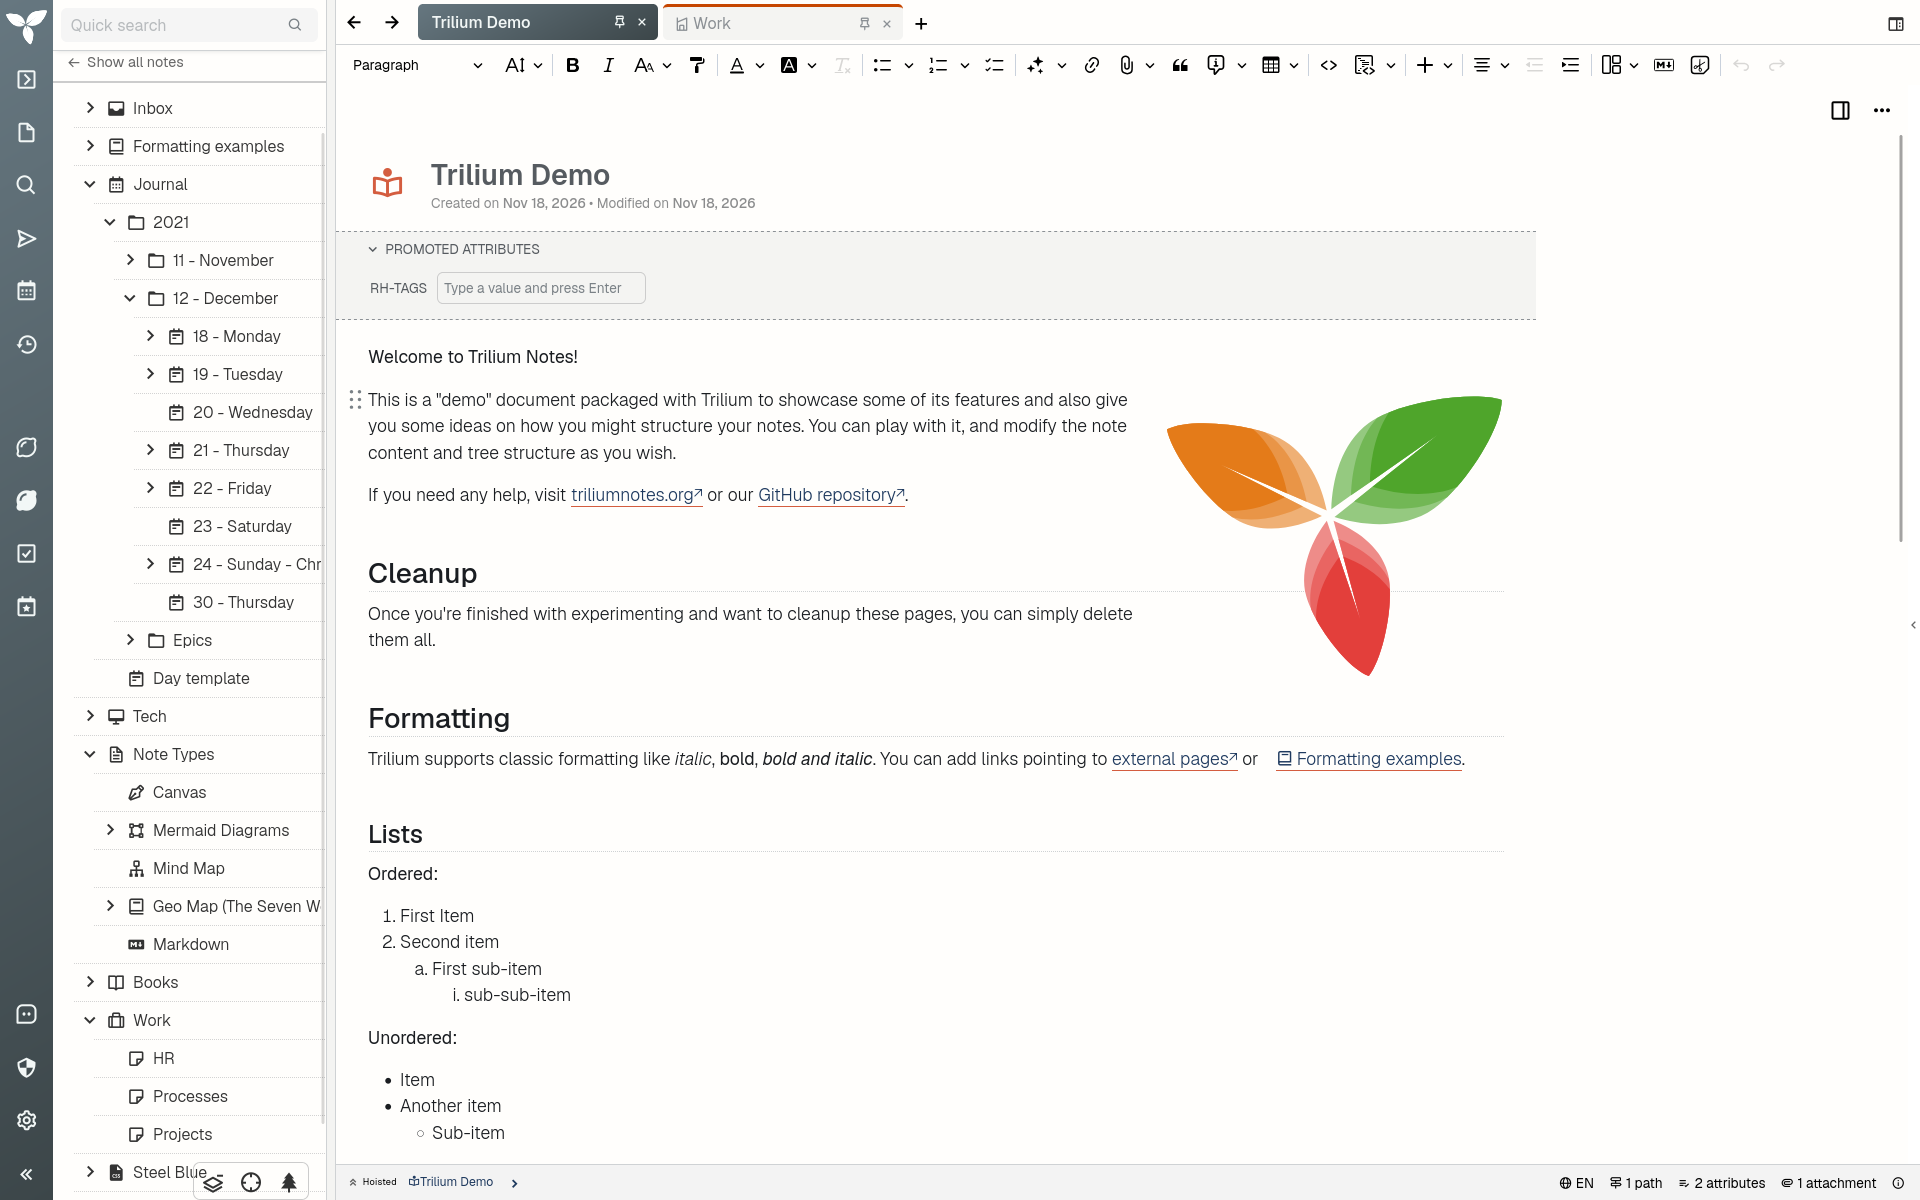 Quick search
Show all notes
Inbox
Formatting examples
Journal
2021
11 - November
12 - December
18 - Monday
19 - Tuesday
20 - Wednesday
21 - Thursday
22 - Friday
23 - Saturday
24 - Sunday - Chr
30 - Thursday
Epics
Day template
Tech
Note Types
Canvas
Mermaid Diagrams
Mind Map
Geo Map (The Seven W
Markdown
Books
Work
HR
Processes
Projects
Steel Blue
Trilium Demo
Work
Paragraph
Trilium Demo
Created on Nov 18, 2026 • Modified on Nov 18, 2026
PROMOTED ATTRIBUTES
RH-TAGS Type a value and press Enter
Welcome to Trilium Notes!
This is a "demo" document packaged with Trilium to showcase some of its features and also give
you some ideas on how you might structure your notes. You can play with it, and modify the note
content and tree structure as you wish.
If you need any help, visit triliumnotes.org or our GitHub repository.
Cleanup
Once you're finished with experimenting and want to cleanup these pages, you can simply delete
them all.
Formatting
Trilium supports classic formatting like italic, bold, bold and italic. You can add links pointing to external pages or Formatting examples.
Lists
Ordered:
1. First Item
2. Second item
a. First sub-item
i. sub-sub-item
Unordered:
• Item
• Another item
○ Sub-item
Hoisted Trilium Demo
EN 1 path 2 attributes 1 attachment